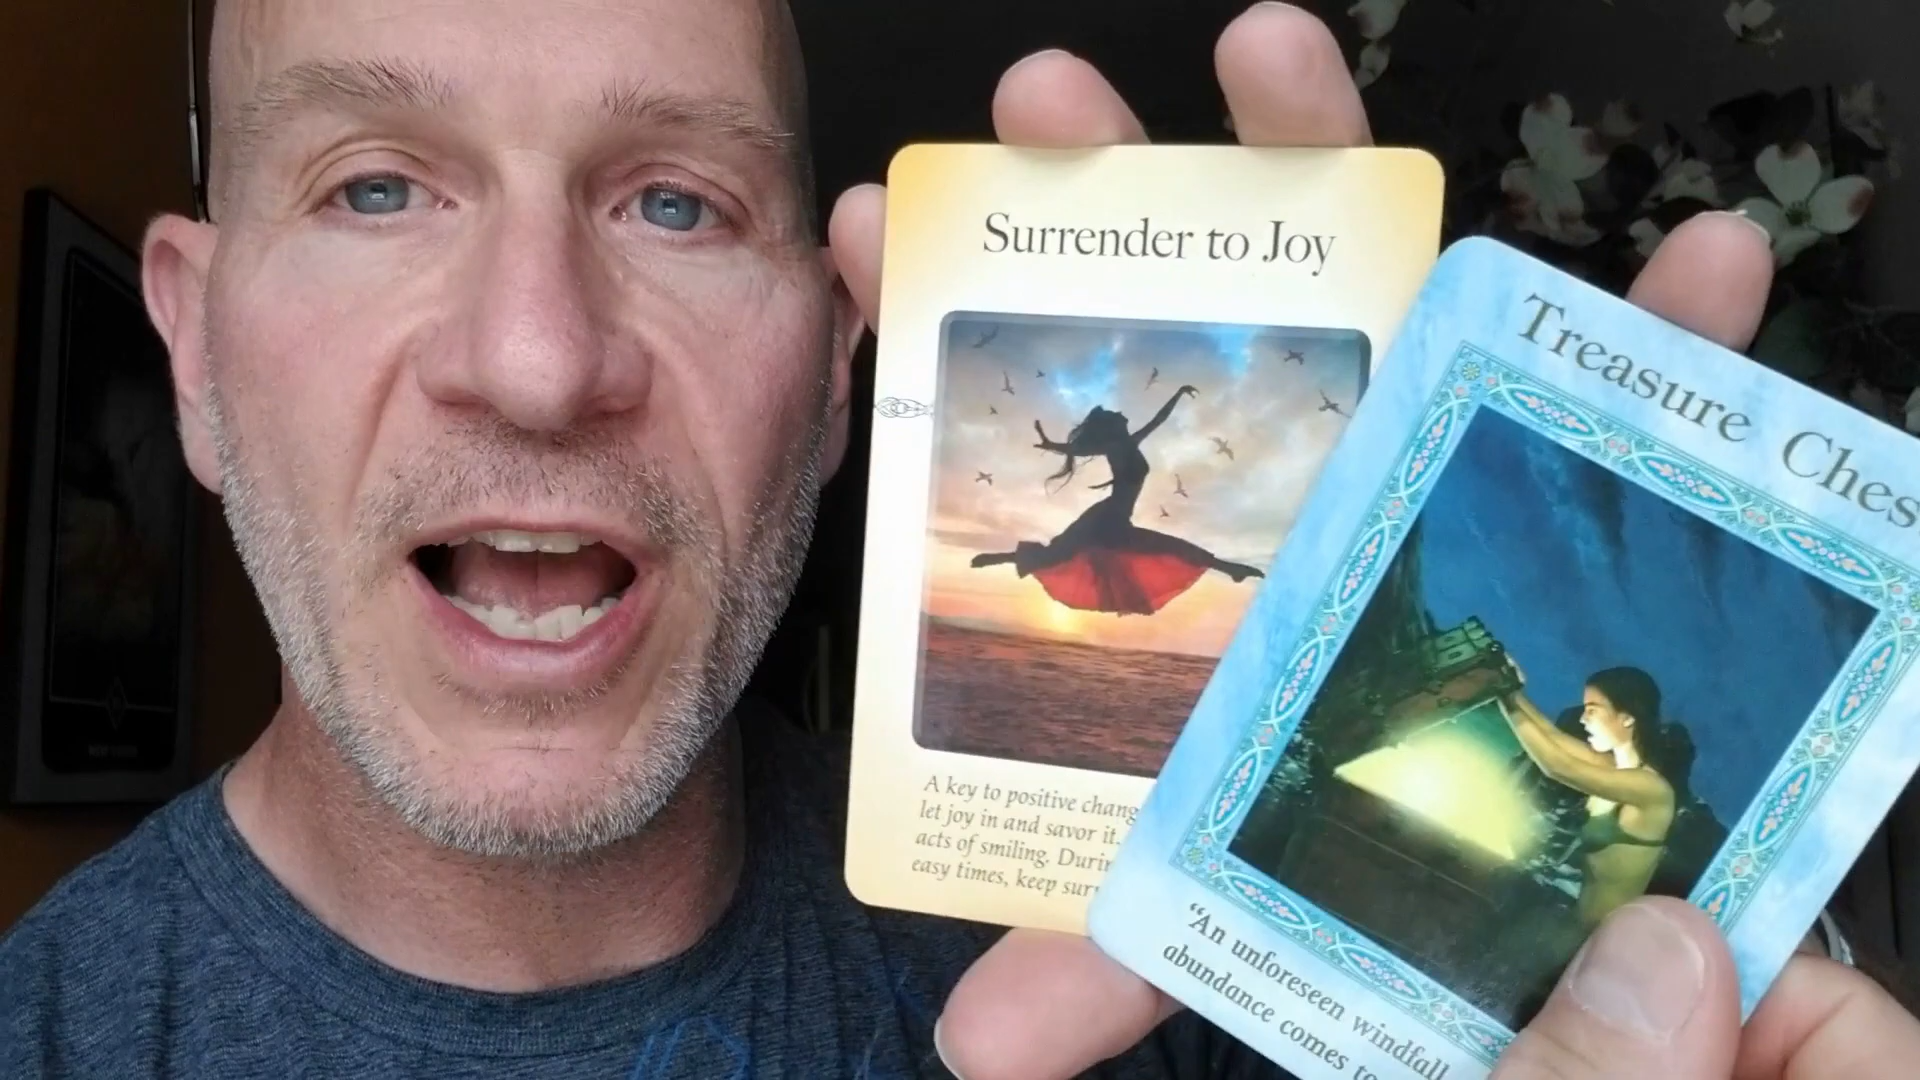 Surrender to Joy
A key to positive chang
let joy in and savor it.
acts of smiling. Durin
easy times, keep surr
Treasure Ches
"An unforeseen windfall
abundance comes to